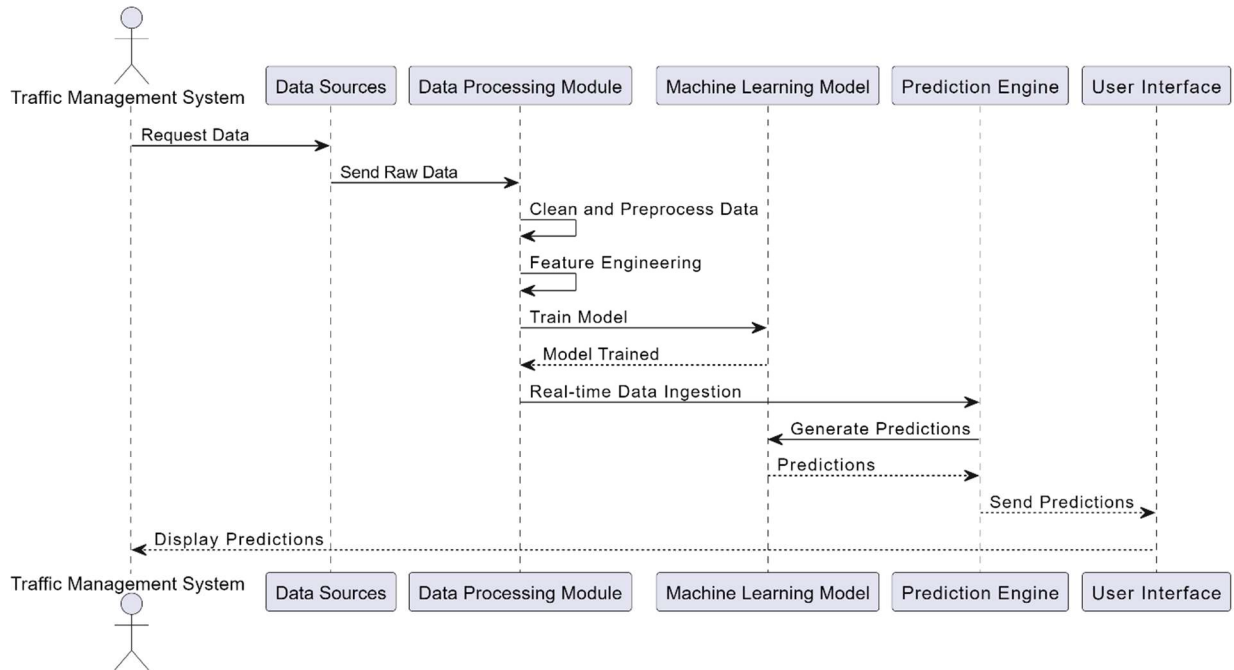 Traffic Management System
Data Sources
Data Processing Module
Machine Learning Model
Prediction Engine
User Interface
Request Data
Send Raw Data
Clean and Preprocess Data
Feature Engineering
Train Model
Model Trained
Real-time Data Ingestion
Generate Predictions
Predictions
Send Predictions
Display Predictions
Traffic Management System
Data Sources
Data Processing Module
Machine Learning Model
Prediction Engine
User Interface